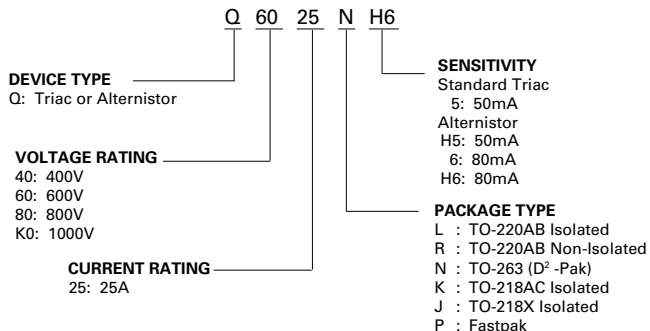 Q 60 25 N H6
DEVICE TYPE
Q: Triac or Alternistor
VOLTAGE RATING
40: 400V
60: 600V
80: 800V
K0: 1000V
CURRENT RATING
25: 25A
SENSITIVITY
Standard Triac
5: 50mA
Alternistor
H5: 50mA
6: 80mA
H6: 80mA
PACKAGE TYPE
L : TO-220AB Isolated
R : TO-220AB Non-Isolated
N : TO-263 (D² -Pak)
K : TO-218AC Isolated
J : TO-218X Isolated
P : Fastpak